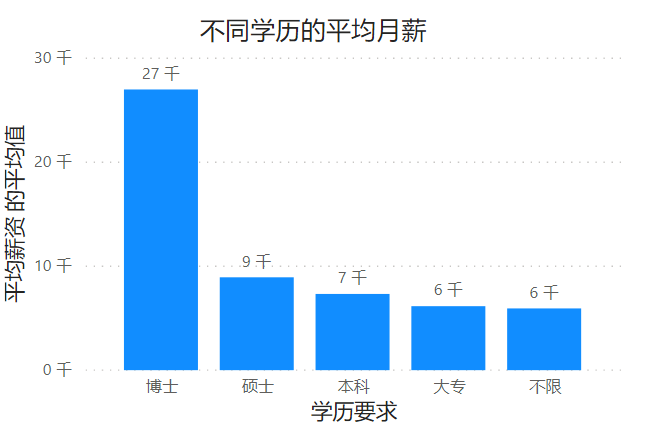 不同学历的平均月薪
平均薪资 的平均值
30 千
20 千
10 千
0 千
27 千
9 千
7 千
6 千
6 千
博士
硕士
本科
大专
不限
学历要求